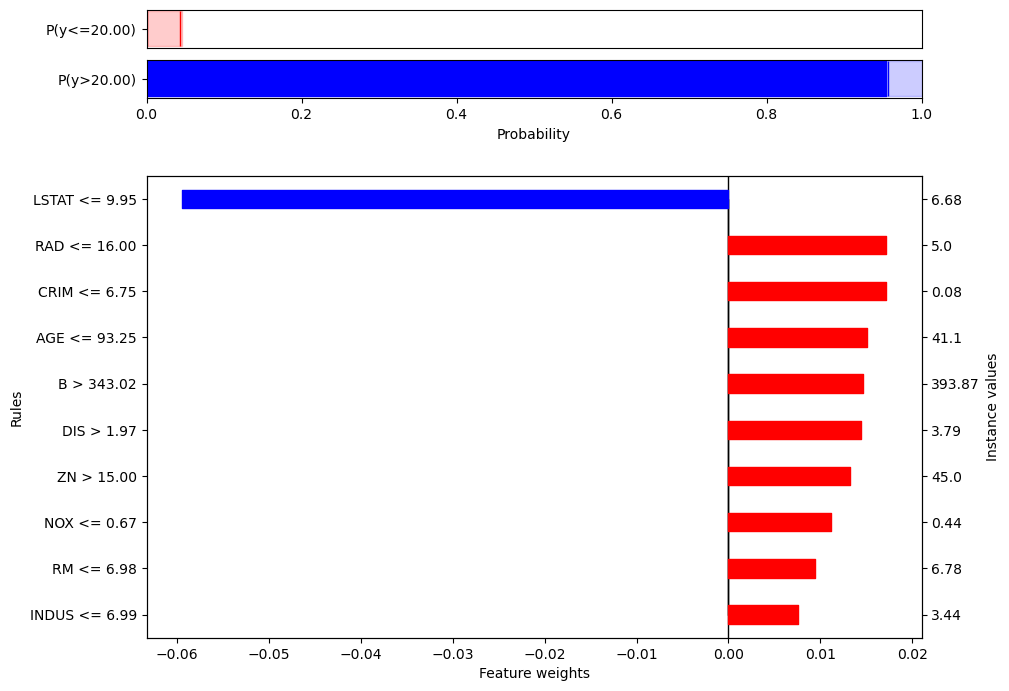 P(y<=20.00)
P(y>20.00)
0.0 0.2 0.4 0.6 0.8 1.0
Probability
LSTAT <= 9.95 6.68
RAD <= 16.00 5.0
CRIM <= 6.75 0.08
AGE <= 93.25 41.1
B > 343.02 393.87
DIS > 1.97 3.79
ZN > 15.00 45.0
NOX <= 0.67 0.44
RM <= 6.98 6.78
INDUS <= 6.99 3.44
Rules
Instance values
−0.06 −0.05 −0.04 −0.03 −0.02 −0.01 0.00 0.01 0.02
Feature weights